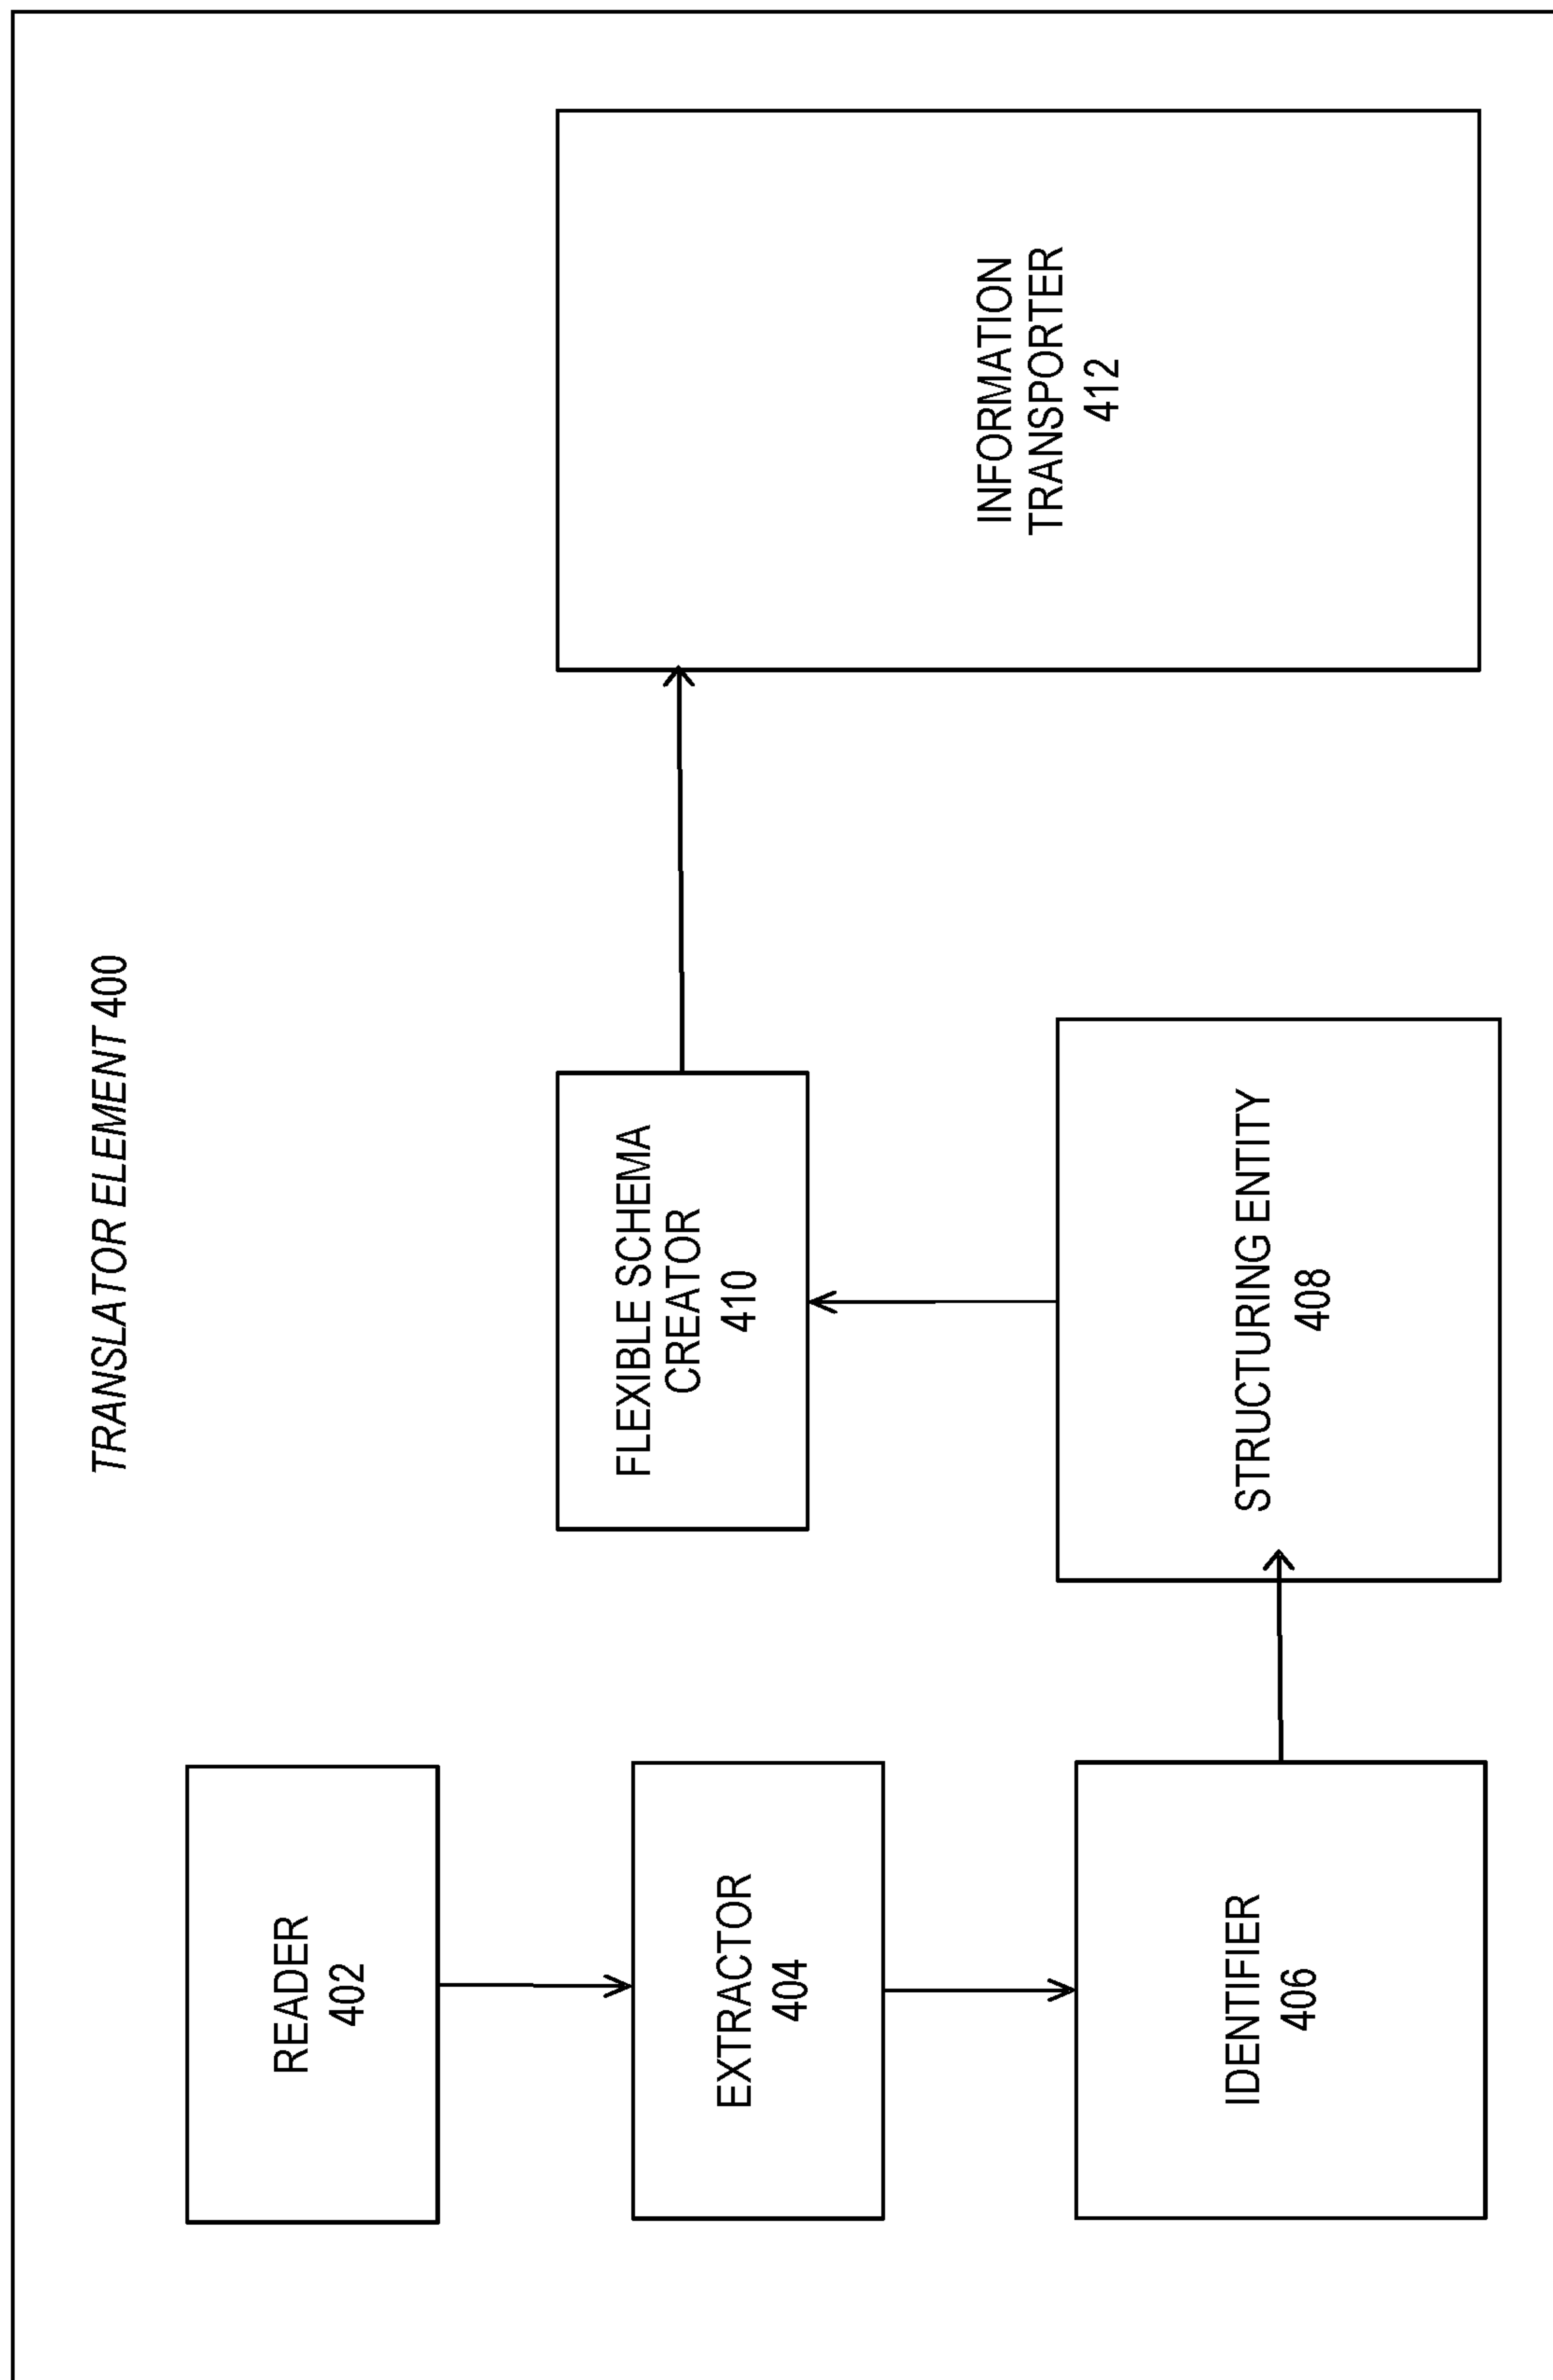 TRANSLATOR ELEMENT 400
READER
402
EXTRACTOR
404
IDENTIFIER
406
STRUCTURING ENTITY
408
FLEXIBLE SCHEMA
CREATOR
410
INFORMATION
TRANSPORTER
412